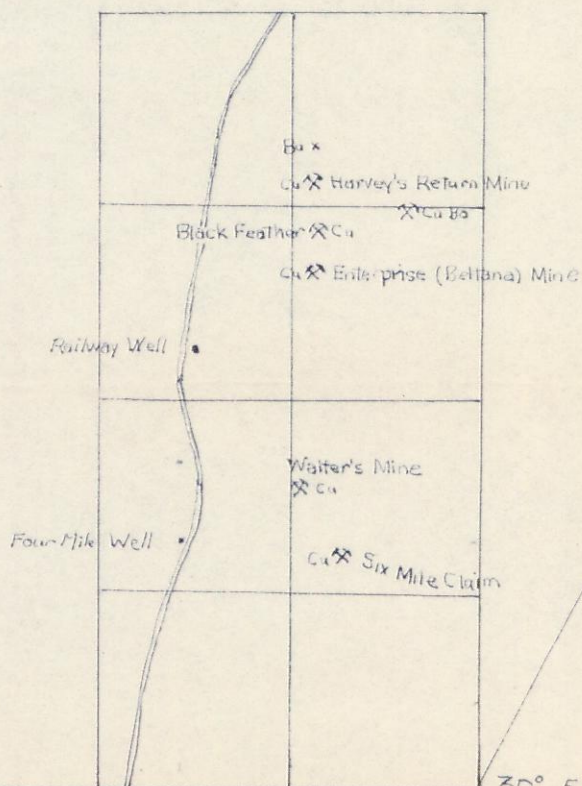 Ba
Cu Harvey's Return Mine
Cu Ba
Black Feather Cu
Cu Enterprise (Beltana) Mine
Railway Well
Walter's Mine
Cu
Four Mile Well
Cu Six Mile Claim
30°